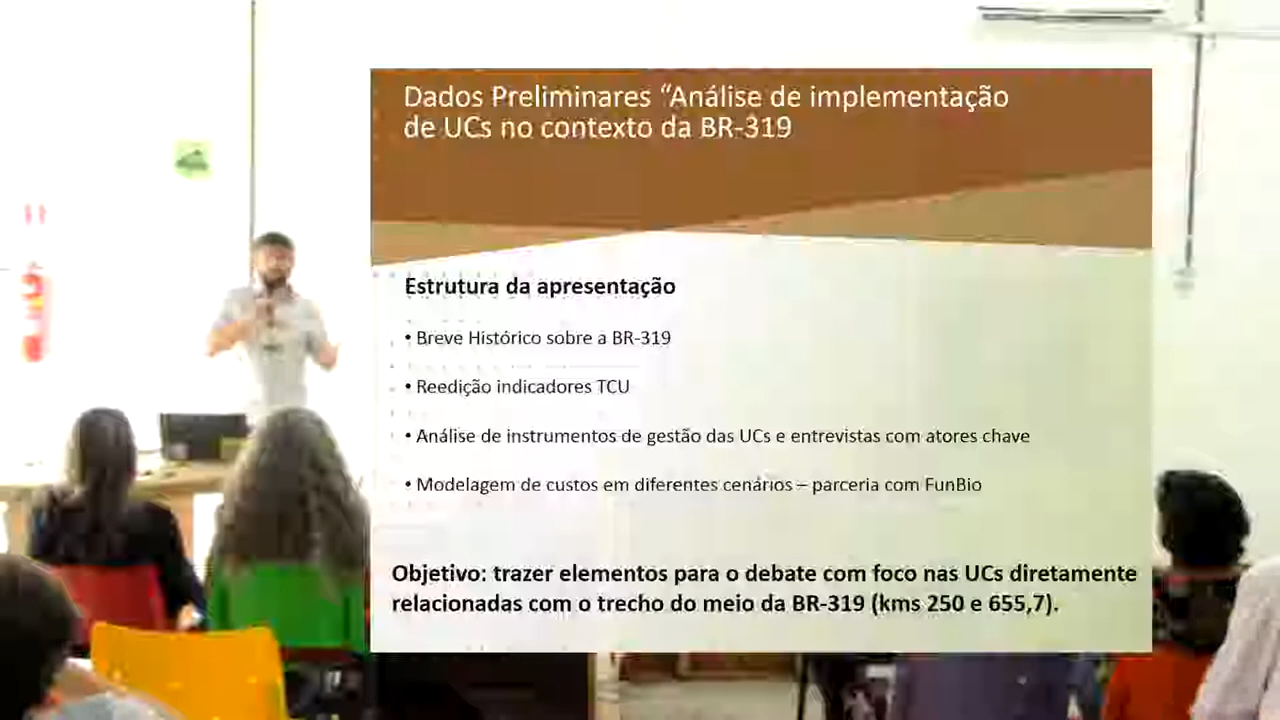 Dados Preliminares “Análise de implementação
de UCs no contexto da BR-319
Estrutura da apresentação
• Breve Histórico sobre a BR-319
• Reedição indicadores TCU
• Análise de instrumentos de gestão das UCs e entrevistas com atores chave
• Modelagem de custos em diferentes cenários – parceria com FunBio
Objetivo: trazer elementos para o debate com foco nas UCs diretamente
relacionadas com o trecho do meio da BR-319 (kms 250 e 655,7).